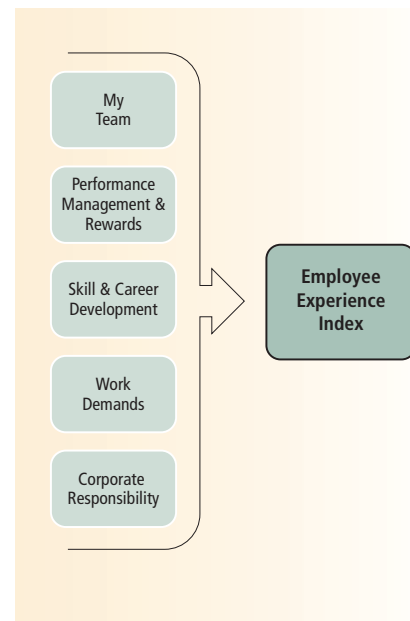 My
Team
Performance
Management &
Rewards
Skill & Career
Development
Work
Demands
Corporate
Responsibility
Employee
Experience
Index